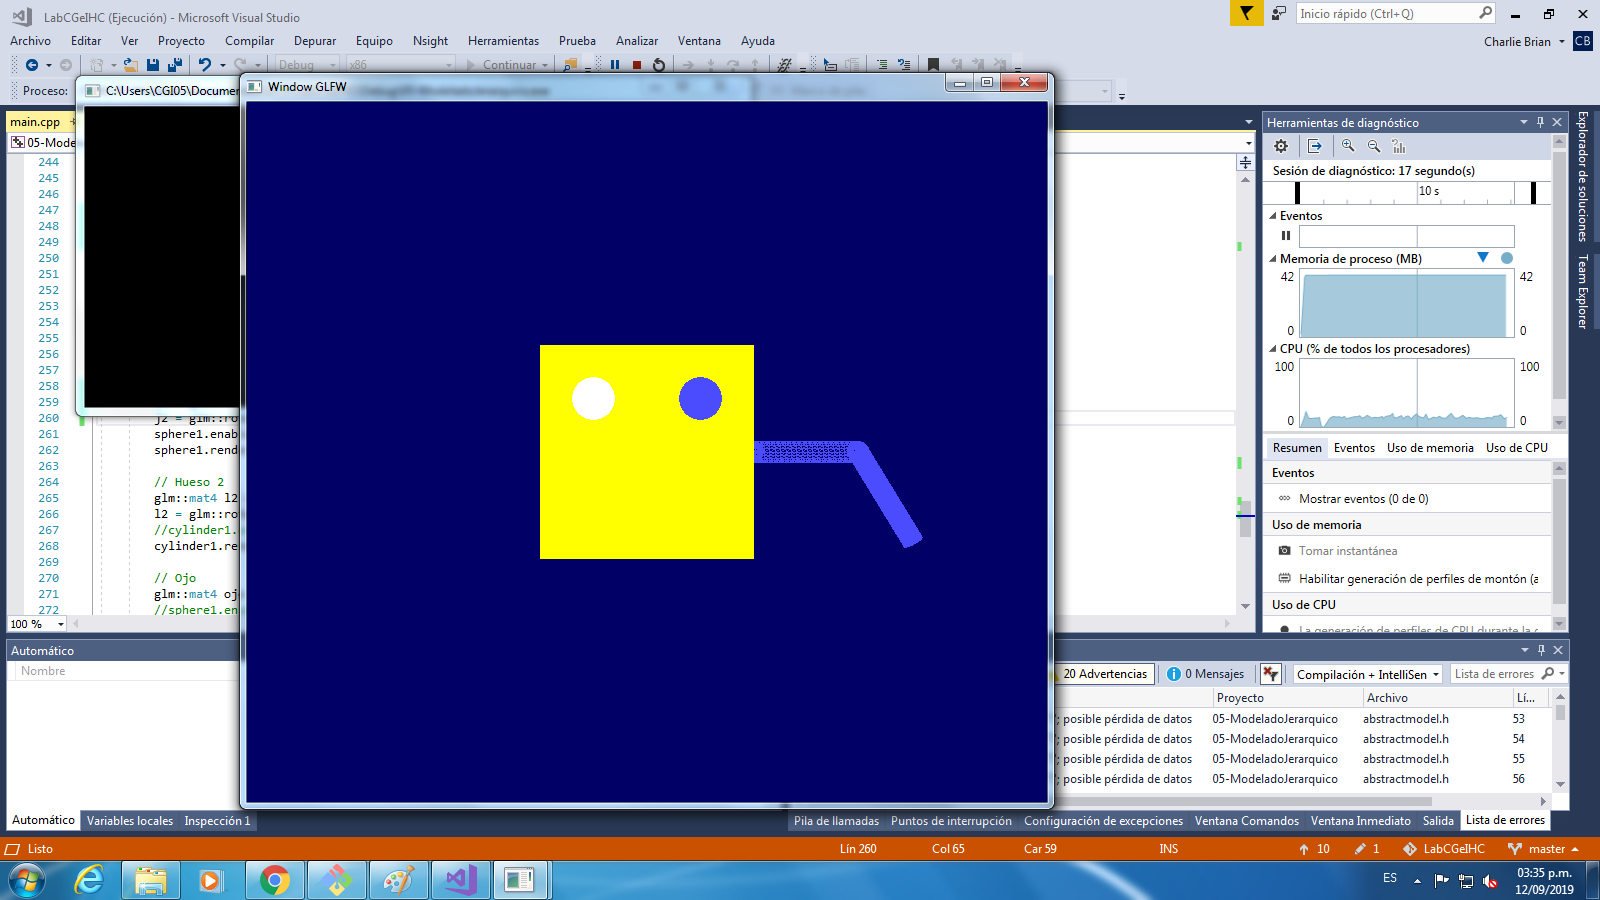 LabCGeIHC (Ejecución) - Microsoft Visual Studio
Inicio rápido (Ctrl+Q)
Archivo Editar Ver Proyecto Compilar Depurar Equipo Nsight Herramientas Prueba Analizar Ventana Ayuda
Charlie Brian CB
Debug x86 Continuar
Proceso:
C:\Users\CGI05\Documen
Window GLFW
main.cpp
05-Mode
244
245
246
247
248
249
250
251
252
253
254
255
256
257
258
259
260 j2 = glm::ro
261 sphere1.enab
262 sphere1.rend
263
264 // Hueso 2
265 glm::mat4 l2
266 l2 = glm::ro
267 //cylinder1.
268 cylinder1.re
269
270 // Ojo
271 glm::mat4 oj
272 //sphere1.en
100 %
Herramientas de diagnóstico
Sesión de diagnóstico: 17 segundo(s)
10 s
Eventos
Memoria de proceso (MB)
42 42
0 0
CPU (% de todos los procesadores)
100 100
0 0
Resumen Eventos Uso de memoria Uso de CPU
Eventos
Mostrar eventos (0 de 0)
Uso de memoria
Tomar instantánea
Habilitar generación de perfiles de montón (a
Uso de CPU
La generación de perfiles de CPU durante la
Explorador de soluciones
Team Explorer
Automático
Nombre
20 Advertencias 0 Mensajes Compilación + IntelliSen Lista de errores
Proyecto Archivo Lí...
'; posible pérdida de datos 05-ModeladoJerarquico abstractmodel.h 53
'; posible pérdida de datos 05-ModeladoJerarquico abstractmodel.h 54
'; posible pérdida de datos 05-ModeladoJerarquico abstractmodel.h 55
'; posible pérdida de datos 05-ModeladoJerarquico abstractmodel.h 56
Automático Variables locales Inspección 1
Pila de llamadas Puntos de interrupción Configuración de excepciones Ventana Comandos Ventana Inmediato Salida Lista de errores
Listo Lín 260 Col 65 Car 59 INS 10 1 LabCGeIHC master
ES
03:35 p.m.
12/09/2019